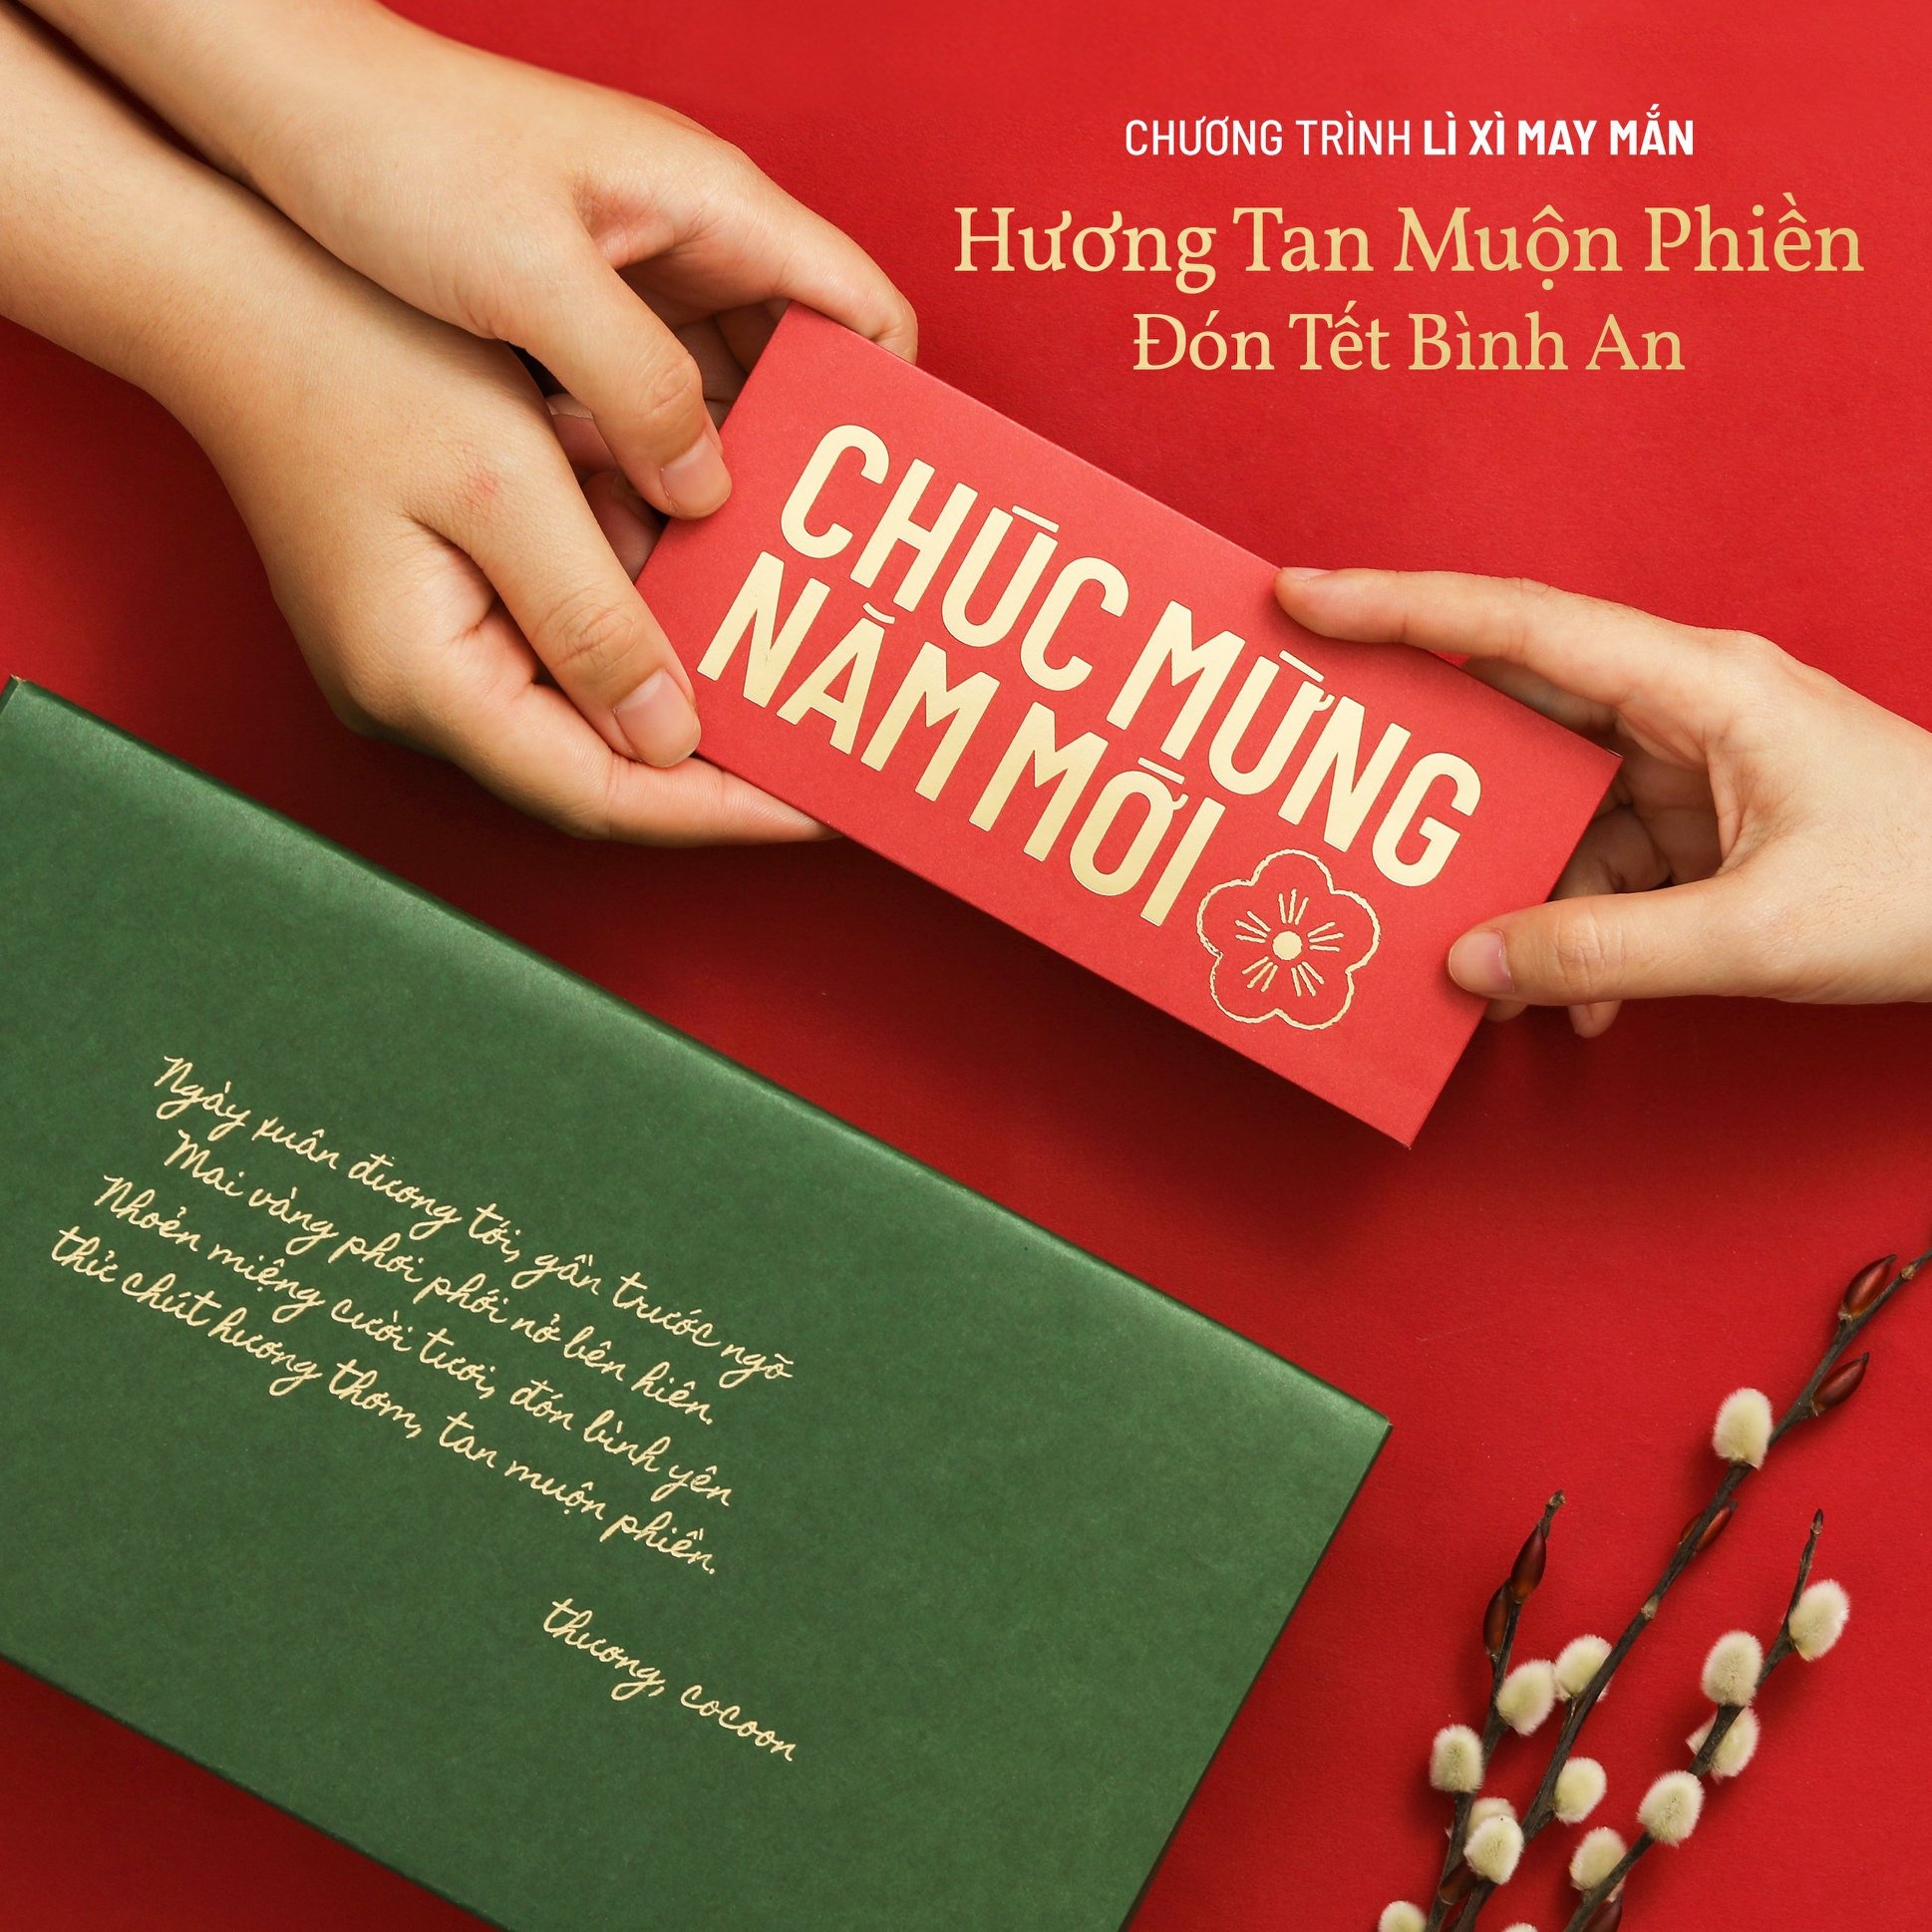 CHƯƠNG TRÌNH LÌ XÌ MAY MẮN
Hương Tan Muộn Phiền
Đón Tết Bình An
CHÚC MỪNG
NĂM MỚI
Ngày xuân đương tới, gần trước ngõ
Mai vàng phơi phới nở bên hiên.
Nhoẻn miệng cười tươi, đón bình yên
thử chút hương thơm, tan muộn phiền.
thương, cocoon